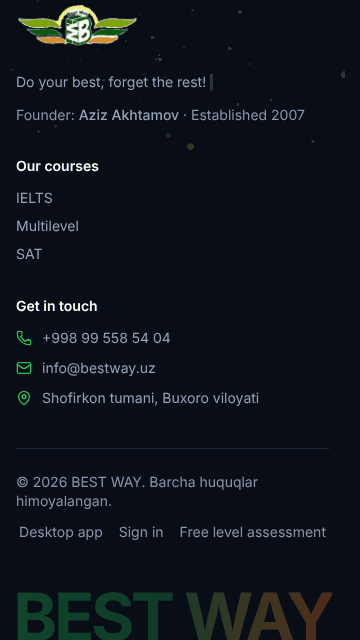 Do your best, forget the rest!
Founder: Aziz Akhtamov · Established 2007
Our courses
IELTS
Multilevel
SAT
Get in touch
+998 99 558 54 04
info@bestway.uz
Shofirkon tumani, Buxoro viloyati
© 2026 BEST WAY. Barcha huquqlar
himoyalangan.
Desktop app Sign in Free level assessment
BEST WAY